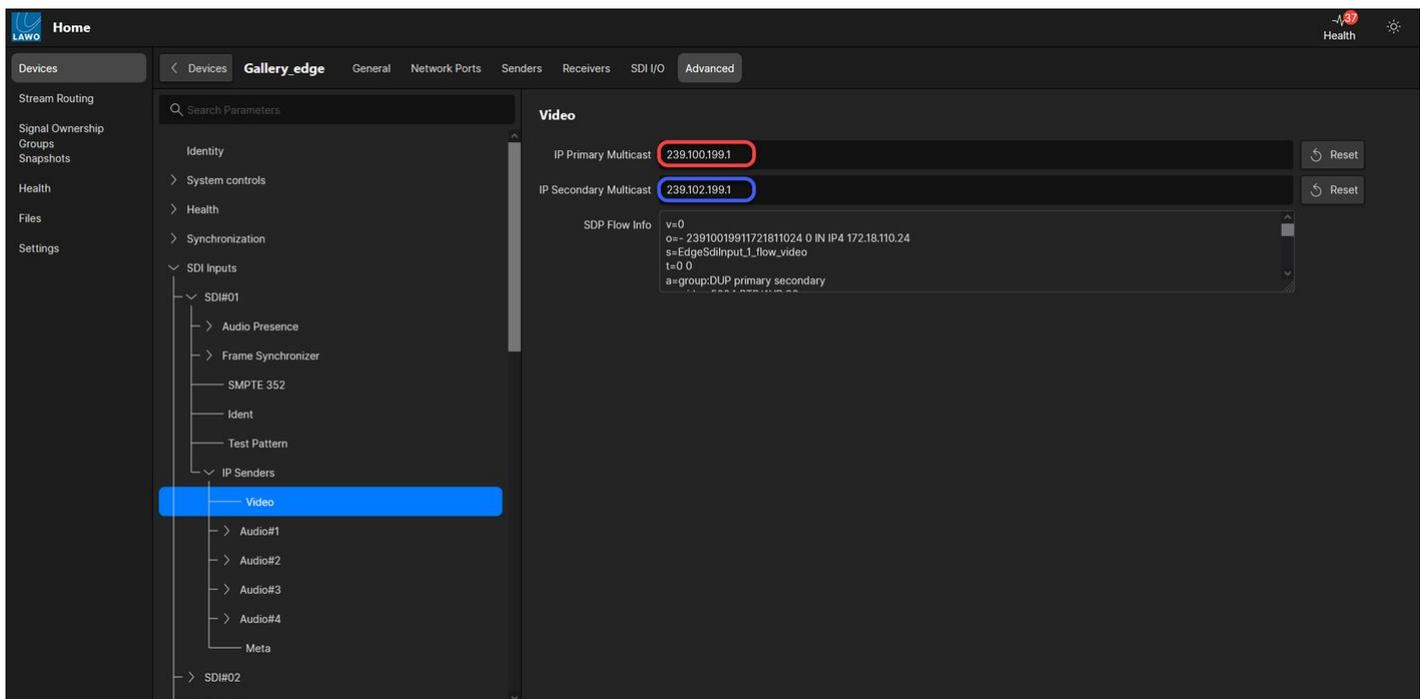 LAWO
Home
37
Health
Devices
Stream Routing
Signal Ownership
Groups
Snapshots
Health
Files
Settings
Devices
Gallery_edge
General
Network Ports
Senders
Receivers
SDI I/O
Advanced
Search Parameters
Identity
System controls
Health
Synchronization
SDI Inputs
SDI#01
Audio Presence
Frame Synchronizer
SMPTE 352
Ident
Test Pattern
IP Senders
Video
Audio#1
Audio#2
Audio#3
Audio#4
Meta
SDI#02
Video
IP Primary Multicast 239.100.199.1 Reset
IP Secondary Multicast 239.102.199.1 Reset
SDP Flow Info
v=0
o=- 23910019911721811024 0 IN IP4 172.18.110.24
s=EdgeSdiInput_1_flow_video
t=0 0
a=group:DUP primary secondary